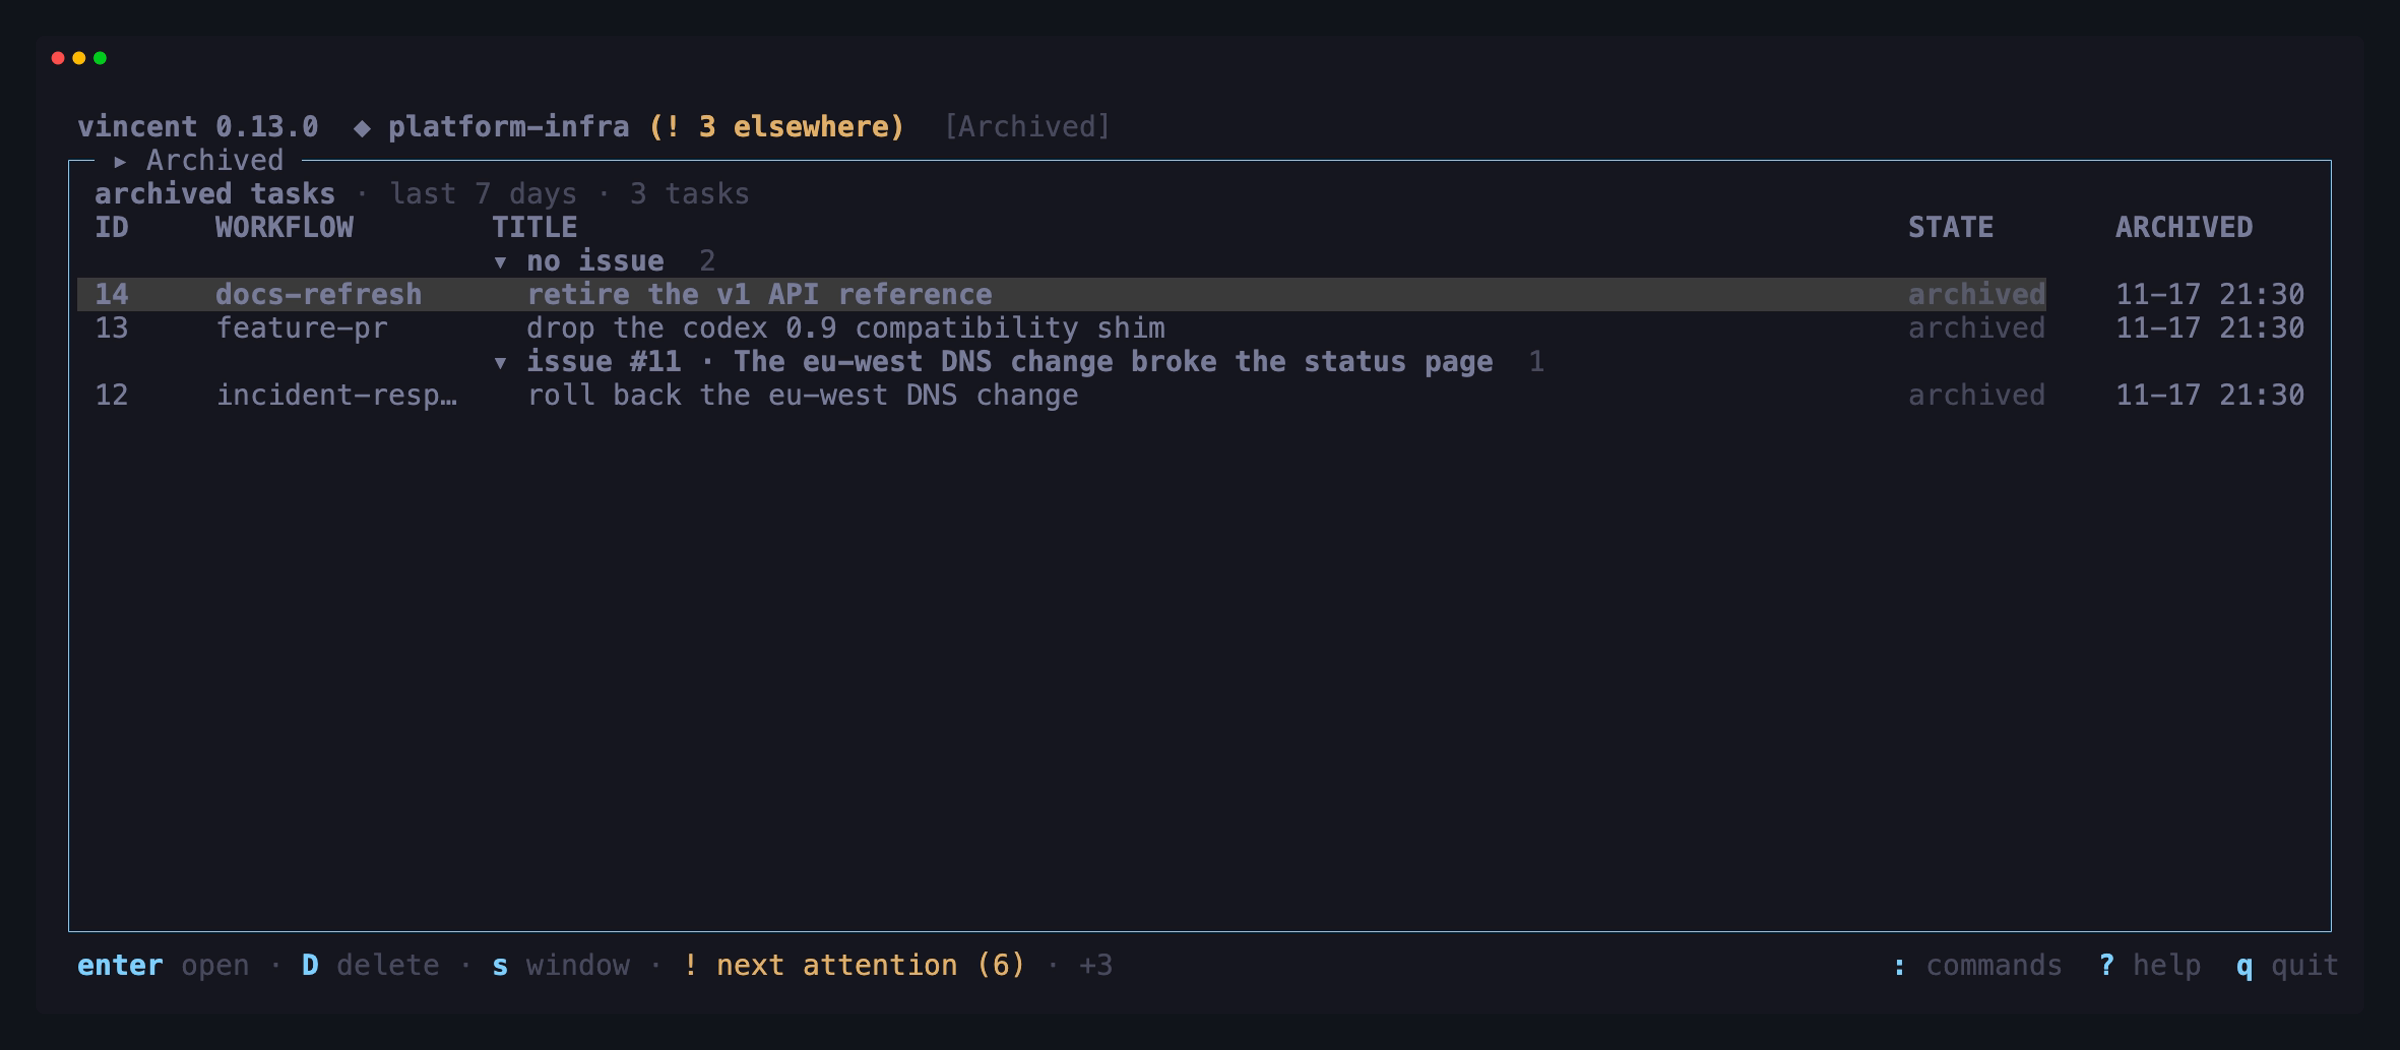 vincent 0.13.0  ◆ platform-infra (! 3 elsewhere)  [Archived]
▸ Archived
archived tasks · last 7 days · 3 tasks
ID WORKFLOW TITLE STATE ARCHIVED
▾ no issue 2
14 docs-refresh retire the v1 API reference archived 11-17 21:30
13 feature-pr drop the codex 0.9 compatibility shim archived 11-17 21:30
▾ issue #11 · The eu-west DNS change broke the status page 1
12 incident-resp… roll back the eu-west DNS change archived 11-17 21:30
enter open · D delete · s window · ! next attention (6) · +3 : commands ? help q quit